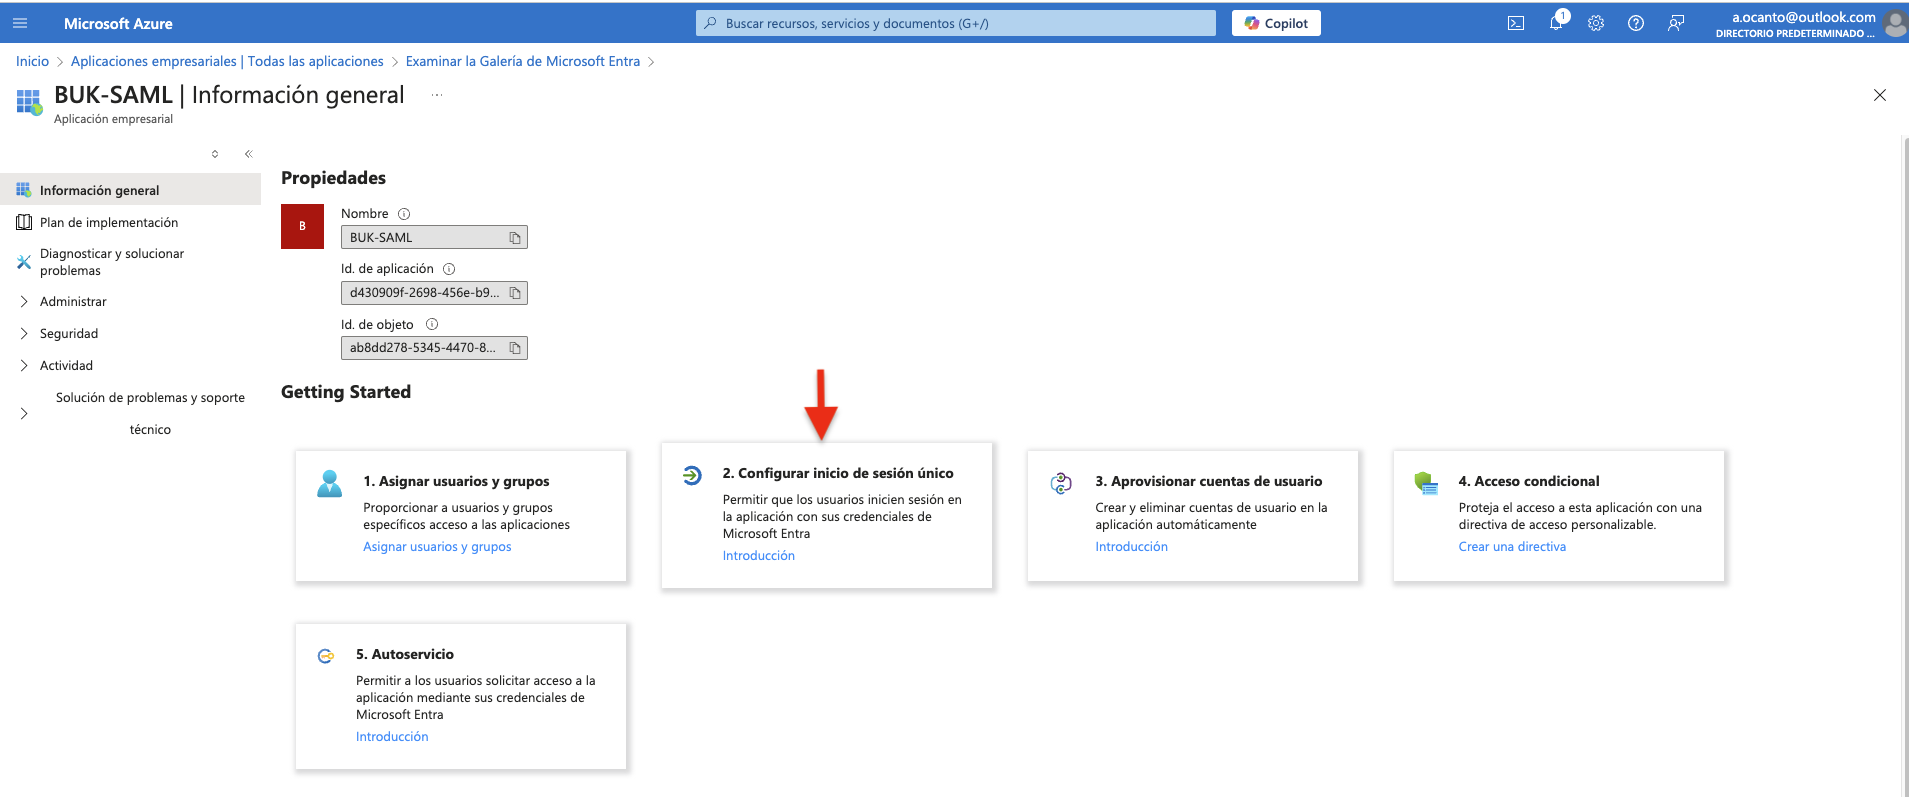 Microsoft Azure
Buscar recursos, servicios y documentos (G+/)
Copilot
1
a.ocanto@outlook.com
DIRECTORIO PREDETERMINADO ...
Inicio > Aplicaciones empresariales | Todas las aplicaciones > Examinar la Galería de Microsoft Entra >
BUK-SAML | Información general ...
Aplicación empresarial
Información general
Plan de implementación
Diagnosticar y solucionar
problemas
Administrar
Seguridad
Actividad
Solución de problemas y soporte
técnico
Propiedades
B
Nombre
BUK-SAML
Id. de aplicación
d430909f-2698-456e-b9...
Id. de objeto
ab8dd278-5345-4470-8...
Getting Started
1. Asignar usuarios y grupos
Proporcionar a usuarios y grupos
específicos acceso a las aplicaciones
Asignar usuarios y grupos
2. Configurar inicio de sesión único
Permitir que los usuarios inicien sesión en
la aplicación con sus credenciales de
Microsoft Entra
Introducción
3. Aprovisionar cuentas de usuario
Crear y eliminar cuentas de usuario en la
aplicación automáticamente
Introducción
4. Acceso condicional
Proteja el acceso a esta aplicación con una
directiva de acceso personalizable.
Crear una directiva
5. Autoservicio
Permitir a los usuarios solicitar acceso a la
aplicación mediante sus credenciales de
Microsoft Entra
Introducción